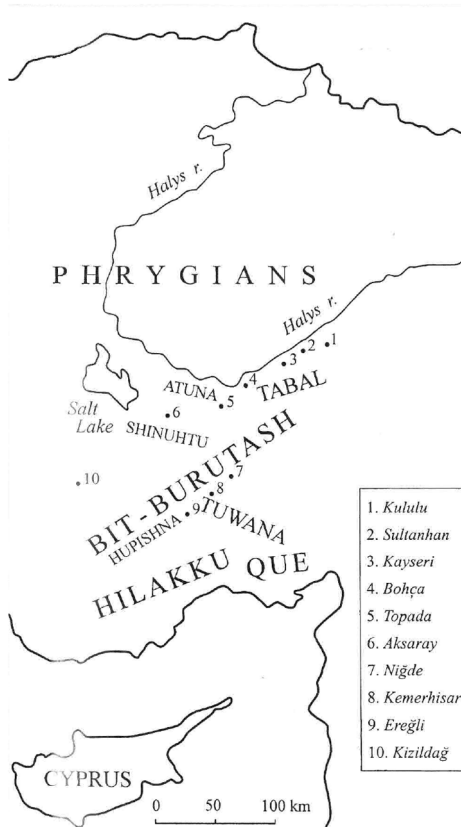 Halys r.
PHRYGIANS
Halys r.
1
2
3
4
TABAL
ATUNA
5
Salt
Lake
6
SHINUHTU
10
BIT-BURUTASH
7
8
TUWANA
9
HUPISHNA
HILAKKU
QUE
1. Kululu
2. Sultanhan
3. Kayseri
4. Bohça
5. Topada
6. Aksaray
7. Niğde
8. Kemerhisar
9. Ereğli
10. Kizildağ
CYPRUS
0 50 100 km